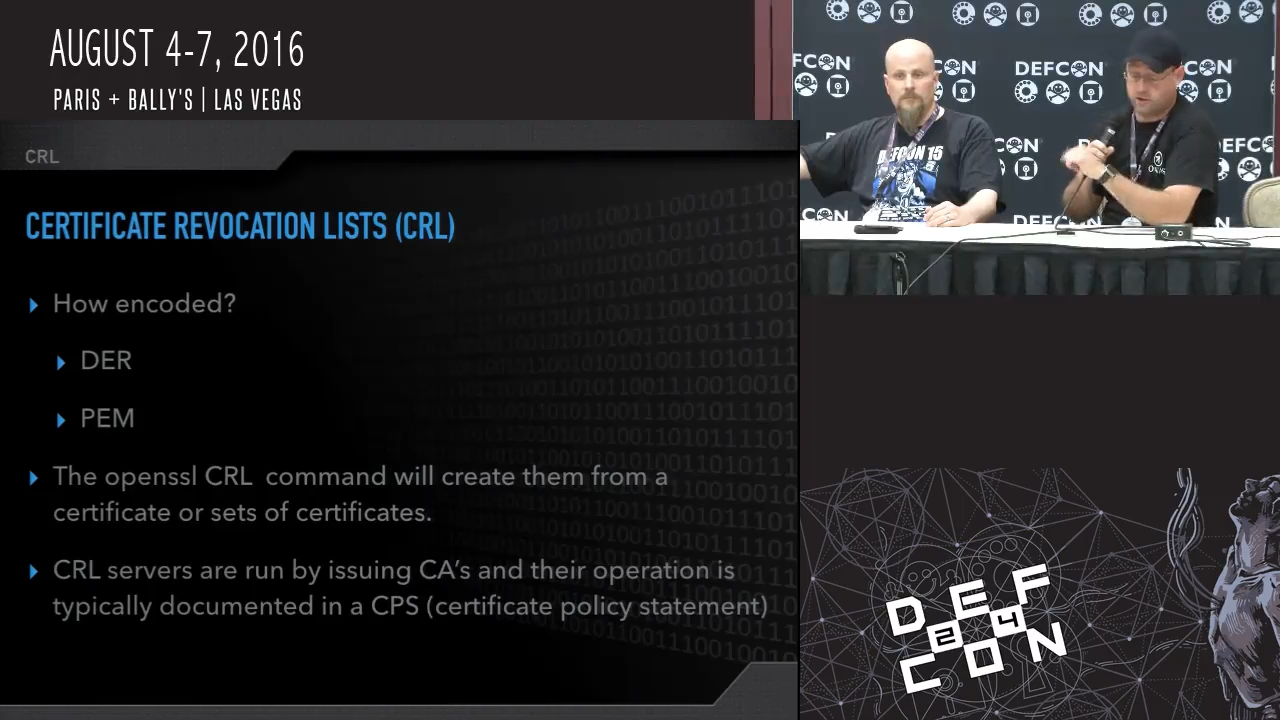 AUGUST 4-7, 2016
PARIS + BALLY'S | LAS VEGAS
CRL
CERTIFICATE REVOCATION LISTS (CRL)
How encoded?
DER
PEM
The openssl CRL command will create them from a
certificate or sets of certificates.
CRL servers are run by issuing CA's and their operation is
typically documented in a CPS (certificate policy statement)
DEFCON
DEFCON 15
DEF
24
CON